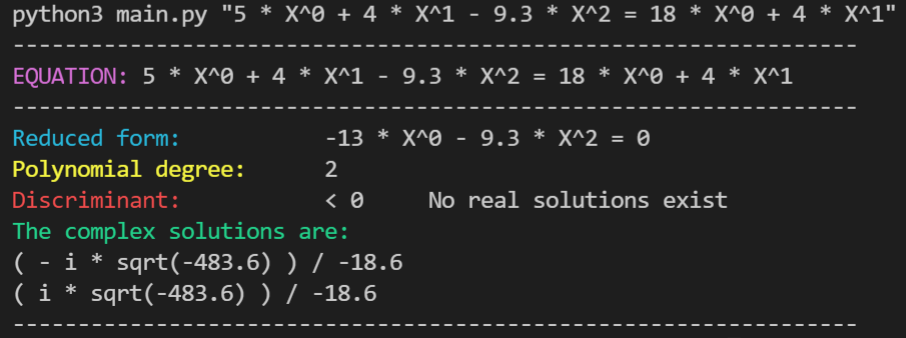 python3 main.py "5 * X^0 + 4 * X^1 - 9.3 * X^2 = 18 * X^0 + 4 * X^1"
-----------------------------------------------------------------
EQUATION: 5 * X^0 + 4 * X^1 - 9.3 * X^2 = 18 * X^0 + 4 * X^1
-----------------------------------------------------------------
Reduced form: -13 * X^0 - 9.3 * X^2 = 0
Polynomial degree: 2
Discriminant: < 0 No real solutions exist
The complex solutions are:
( - i * sqrt(-483.6) ) / -18.6
( i * sqrt(-483.6) ) / -18.6
-----------------------------------------------------------------